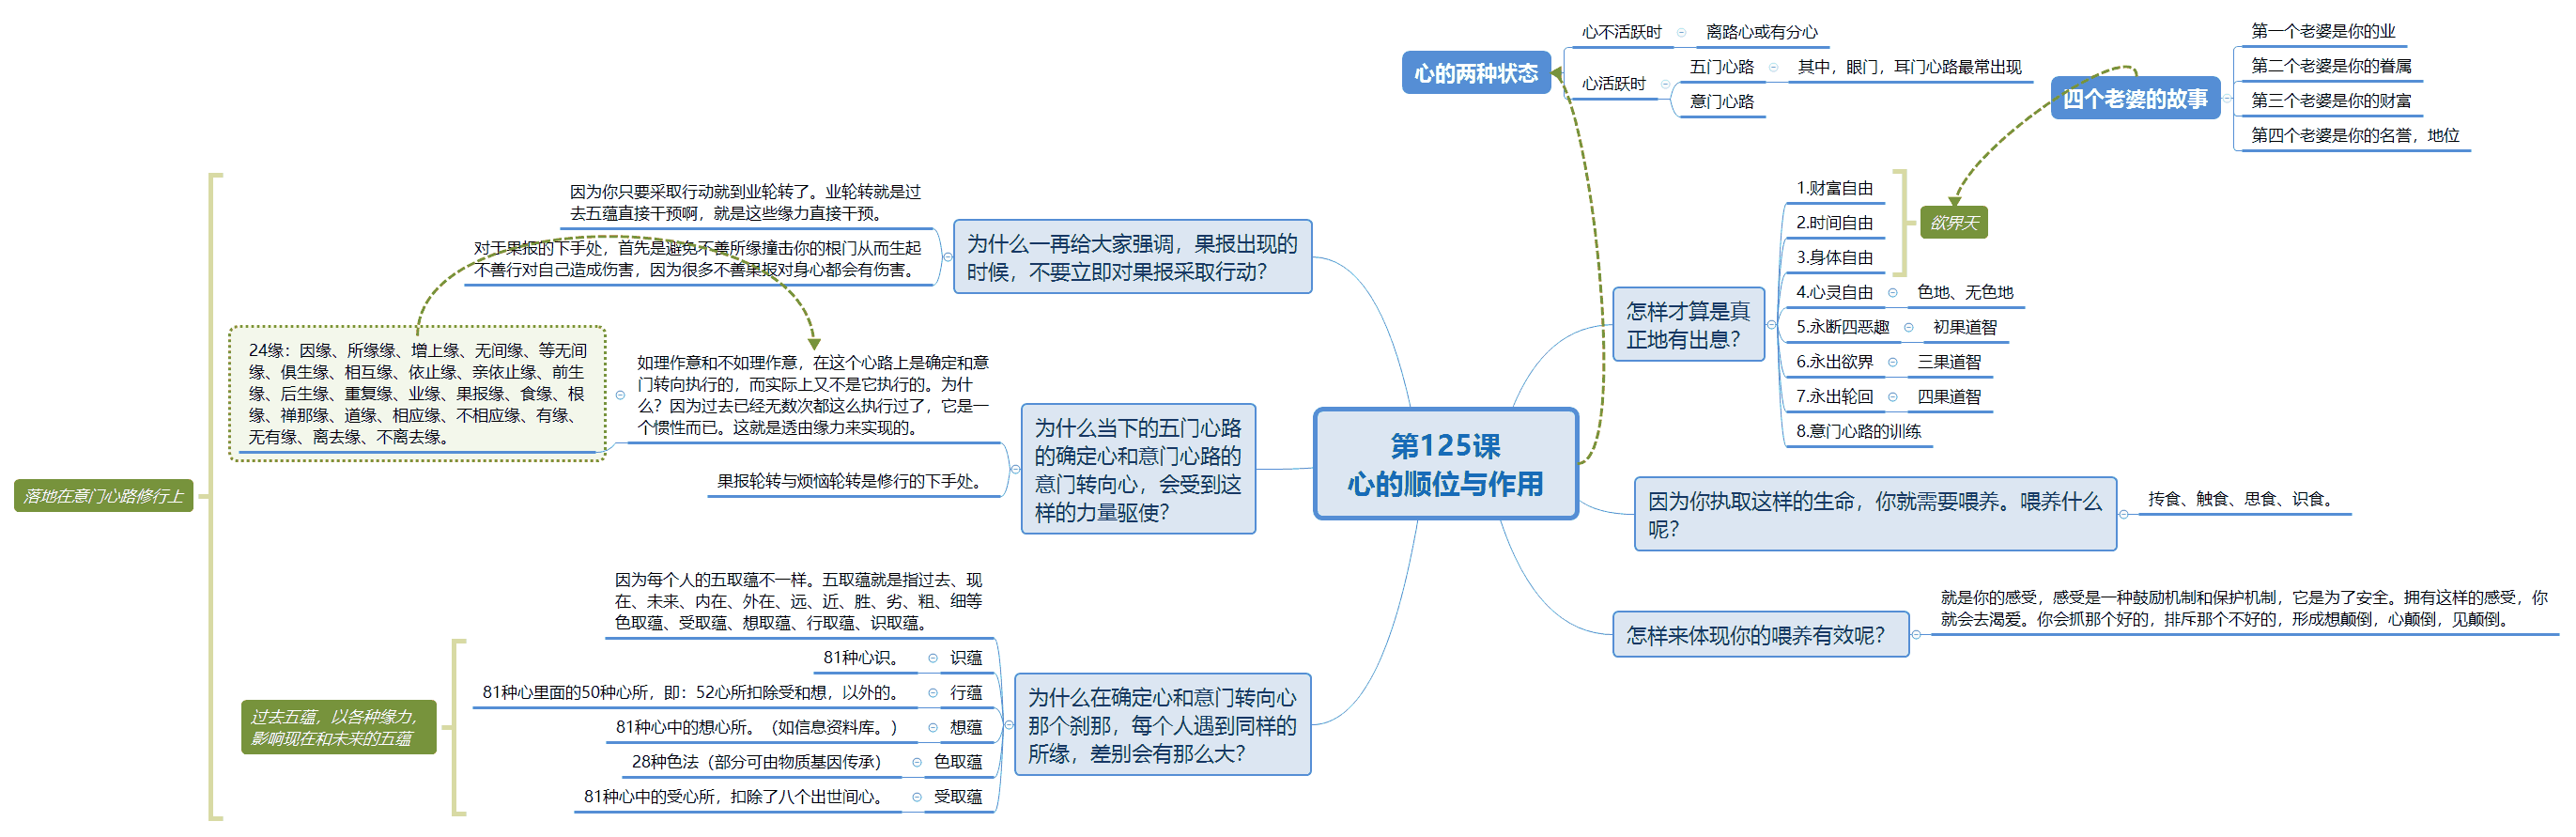 第125课
心的顺位与作用
心的两种状态
心不活跃时
离路心或有分心
心活跃时
五门心路
其中，眼门，耳门心路最常出现
意门心路
四个老婆的故事
第一个老婆是你的业
第二个老婆是你的眷属
第三个老婆是你的财富
第四个老婆是你的名誉，地位
怎样才算是真
正地有出息？
1.财富自由
2.时间自由
3.身体自由
欲界天
4.心灵自由
色地、无色地
5.永断四恶趣
初果道智
6.永出欲界
三果道智
7.永出轮回
四果道智
8.意门心路的训练
因为你执取这样的生命，你就需要喂养。喂养什么
呢？
抟食、触食、思食、识食。
怎样来体现你的喂养有效呢？
就是你的感受，感受是一种鼓励机制和保护机制，它是为了安全。拥有这样的感受，你
就会去渴爱。你会抓那个好的，排斥那个不好的，形成想颠倒，心颠倒，见颠倒。
为什么一再给大家强调，果报出现的
时候，不要立即对果报采取行动？
因为你只要采取行动就到业轮转了。业轮转就是过
去五蕴直接干预啊，就是这些缘力直接干预。
对于果报的下手处，首先是避免不善所缘撞击你的根门从而生起
不善行对自己造成伤害，因为很多不善果报对身心都会有伤害。
为什么当下的五门心路
的确定心和意门心路的
意门转向心，会受到这
样的力量驱使？
如理作意和不如理作意，在这个心路上是确定和意
门转向执行的，而实际上又不是它执行的。为什
么？因为过去已经无数次都这么执行过了，它是一
个惯性而已。这就是透由缘力来实现的。
24缘：因缘、所缘缘、增上缘、无间缘、等无间
缘、俱生缘、相互缘、依止缘、亲依止缘、前生
缘、后生缘、重复缘、业缘、果报缘、食缘、根
缘、禅那缘、道缘、相应缘、不相应缘、有缘、
无有缘、离去缘、不离去缘。
果报轮转与烦恼轮转是修行的下手处。
为什么在确定心和意门转向心
那个刹那，每个人遇到同样的
所缘，差别会有那么大？
因为每个人的五取蕴不一样。五取蕴就是指过去、现
在、未来、内在、外在、远、近、胜、劣、粗、细等
色取蕴、受取蕴、想取蕴、行取蕴、识取蕴。
识蕴
81种心识。
行蕴
81种心里面的50种心所，即：52心所扣除受和想，以外的。
想蕴
81种心中的想心所。（如信息资料库。）
色取蕴
28种色法（部分可由物质基因传承）
受取蕴
81种心中的受心所，扣除了八个出世间心。
过去五蕴，以各种缘力，
影响现在和未来的五蕴
落地在意门心路修行上